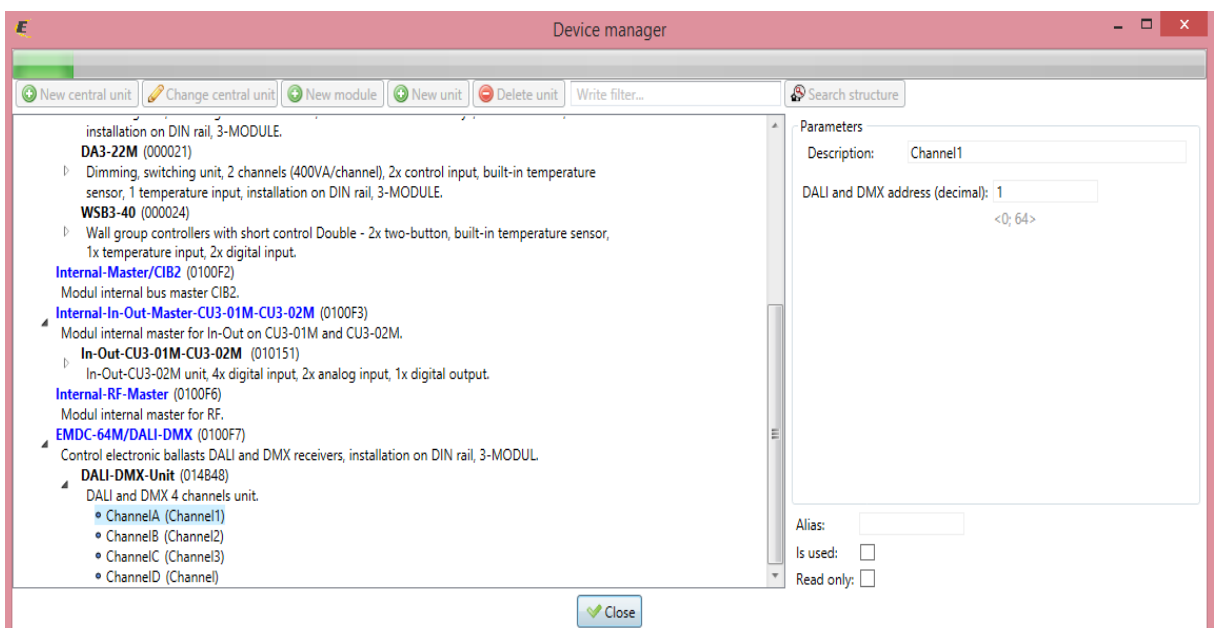 Device manager
New central unit
Change central unit
New module
New unit
Delete unit
Write filter...
Search structure
installation on DIN rail, 3-MODULE.
DA3-22M (000021)
Dimming, switching unit, 2 channels (400VA/channel), 2x control input, built-in temperature
sensor, 1 temperature input, installation on DIN rail, 3-MODULE.
WSB3-40 (000024)
Wall group controllers with short control Double - 2x two-button, built-in temperature sensor,
1x temperature input, 2x digital input.
Internal-Master/CIB2 (0100F2)
Modul internal bus master CIB2.
Internal-In-Out-Master-CU3-01M-CU3-02M (0100F3)
Modul internal master for In-Out on CU3-01M and CU3-02M.
In-Out-CU3-01M-CU3-02M (010151)
In-Out-CU3-02M unit, 4x digital input, 2x analog input, 1x digital output.
Internal-RF-Master (0100F6)
Modul internal master for RF.
EMDC-64M/DALI-DMX (0100F7)
Control electronic ballasts DALI and DMX receivers, installation on DIN rail, 3-MODUL.
DALI-DMX-Unit (014B48)
DALI and DMX 4 channels unit.
ChannelA (Channel1)
ChannelB (Channel2)
ChannelC (Channel3)
ChannelD (Channel)
Parameters
Description: Channel1
DALI and DMX address (decimal): 1
<0; 64>
Alias:
Is used:
Read only:
Close